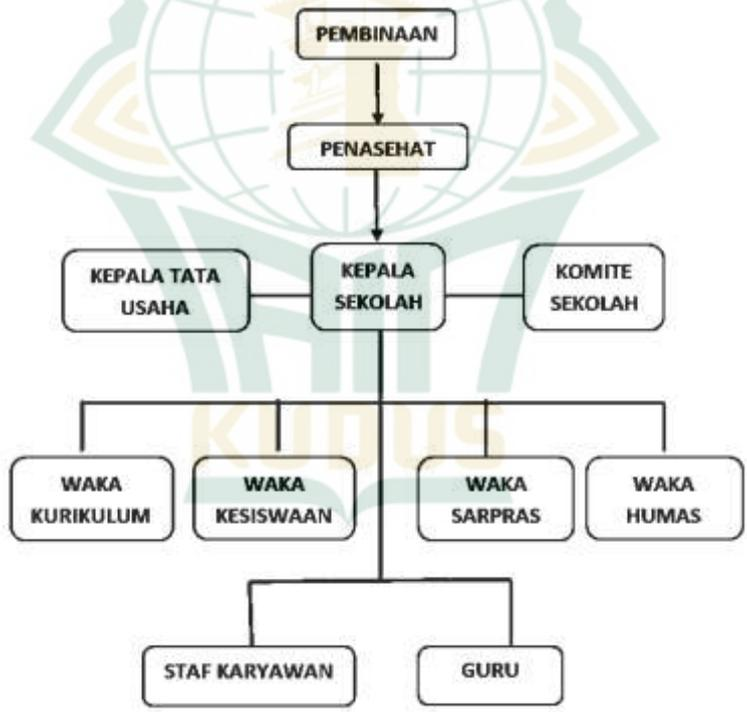 PEMBINAAN
PENASEHAT
KEPALA TATA
USAHA
KEPALA
SEKOLAH
KOMITE
SEKOLAH
KUDUS
WAKA
KURIKULUM
WAKA
KESISWAAN
WAKA
SARPRAS
WAKA
HUMAS
STAF KARYAWAN
GURU